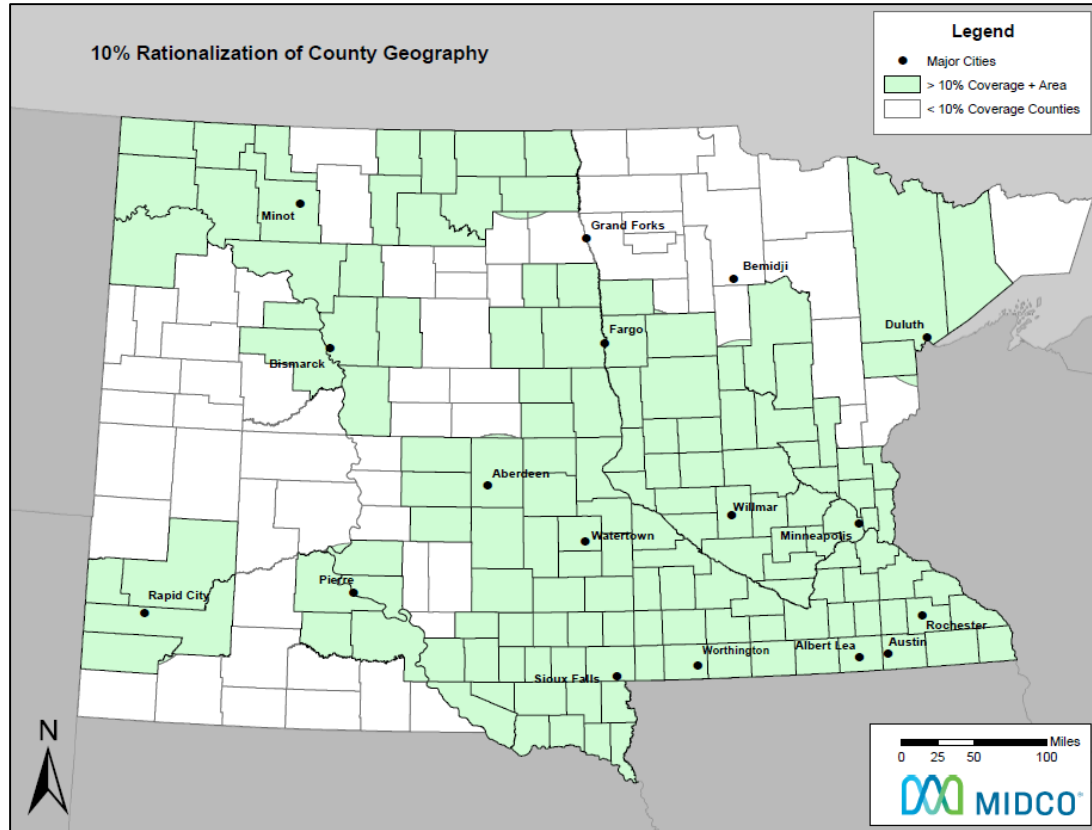 10% Rationalization of County Geography
Legend
Major Cities
> 10% Coverage + Area
< 10% Coverage Counties
Minot
Grand Forks
Bemidji
Duluth
Fargo
Bismarck
Aberdeen
Willmar
Minneapolis
Watertown
Pierre
Rapid City
Rochester
Austin
Albert Lea
Worthington
Sioux Falls
N
Miles
0 25 50 100
MIDCO®